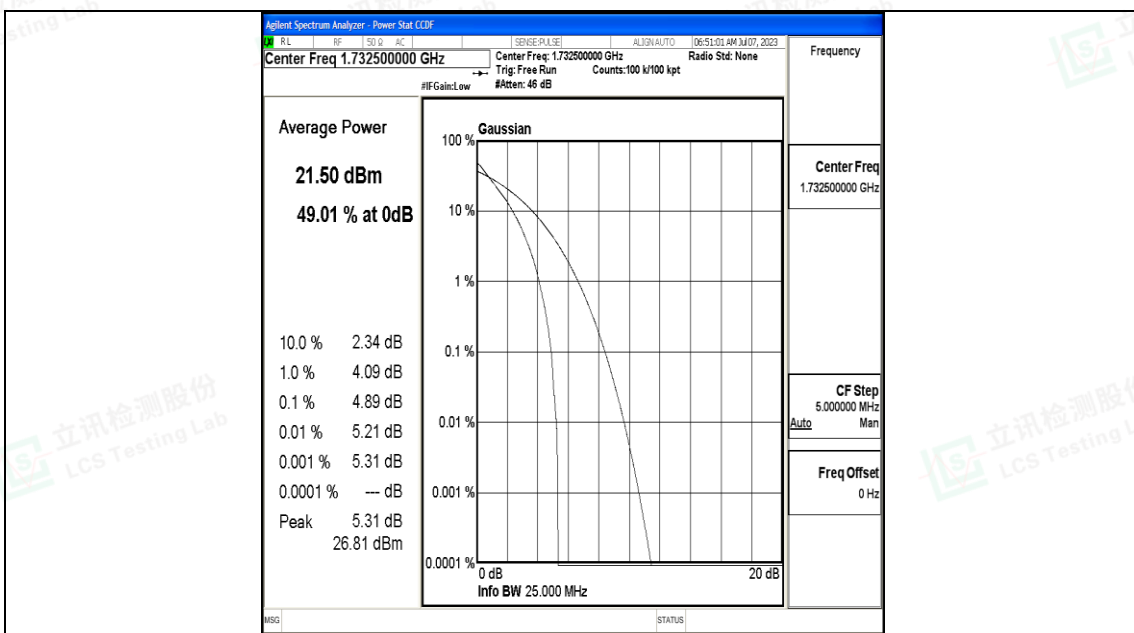 Agilent Spectrum Analyzer - Power Stat CCDF
RL RF 50 Ω AC SENSE:PULSE ALIGN AUTO 06:51:01 AM Jul 07, 2023
Center Freq 1.732500000 GHz
Center Freq: 1.732500000 GHz Radio Std: None
Trig: Free Run Counts:100 k/100 kpt
#IFGain:Low #Atten: 46 dB
Frequency
Average Power
21.50 dBm
49.01 % at 0dB
10.0 % 2.34 dB
1.0 % 4.09 dB
0.1 % 4.89 dB
0.01 % 5.21 dB
0.001 % 5.31 dB
0.0001 % --- dB
Peak 5.31 dB
26.81 dBm
Gaussian
100 %
10 %
1 %
0.1 %
0.01 %
0.001 %
0.0001 %
0 dB 20 dB
Info BW 25.000 MHz
Center Freq
1.732500000 GHz
CF Step
5.000000 MHz
Auto Man
Freq Offset
0 Hz
MSG STATUS
立讯检测股份
LCS Testing Lab
立讯检测股份
LCS Testing L
sting Lab